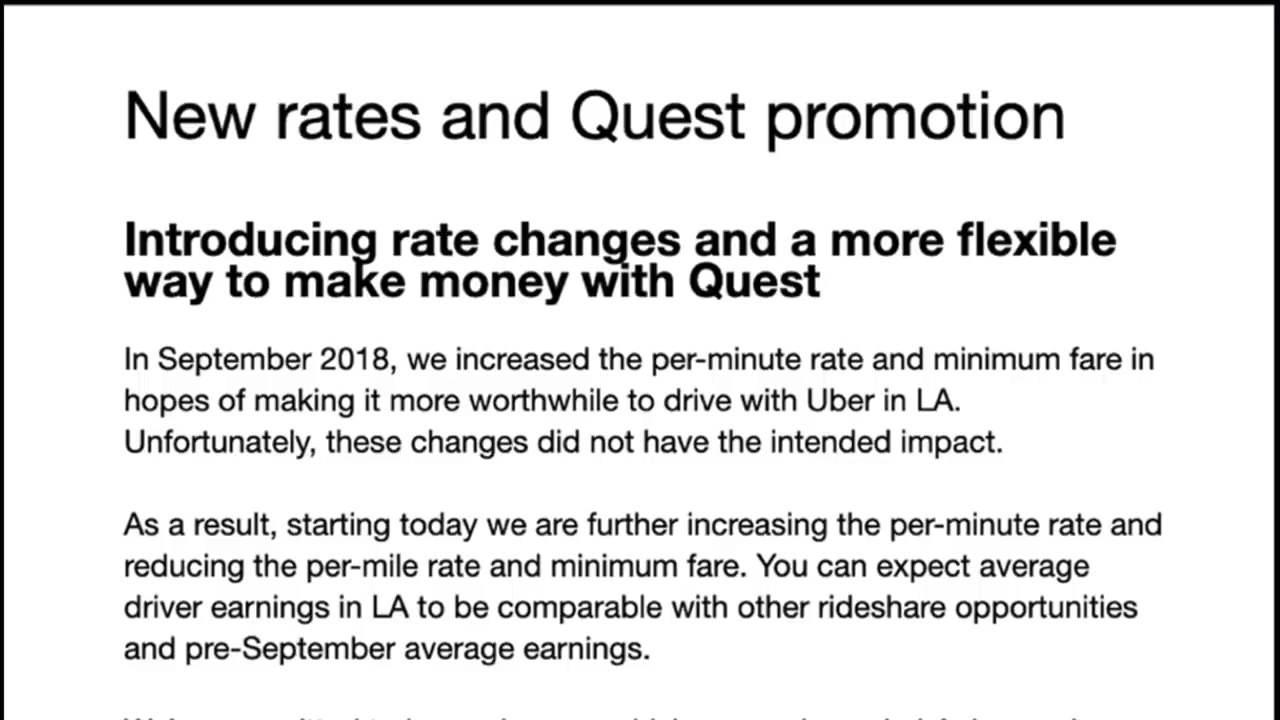 New rates and Quest promotion
Introducing rate changes and a more flexible
way to make money with Quest
In September 2018, we increased the per-minute rate and minimum fare in
hopes of making it more worthwhile to drive with Uber in LA.
Unfortunately, these changes did not have the intended impact.
As a result, starting today we are further increasing the per-minute rate and
reducing the per-mile rate and minimum fare. You can expect average
driver earnings in LA to be comparable with other rideshare opportunities
and pre-September average earnings.